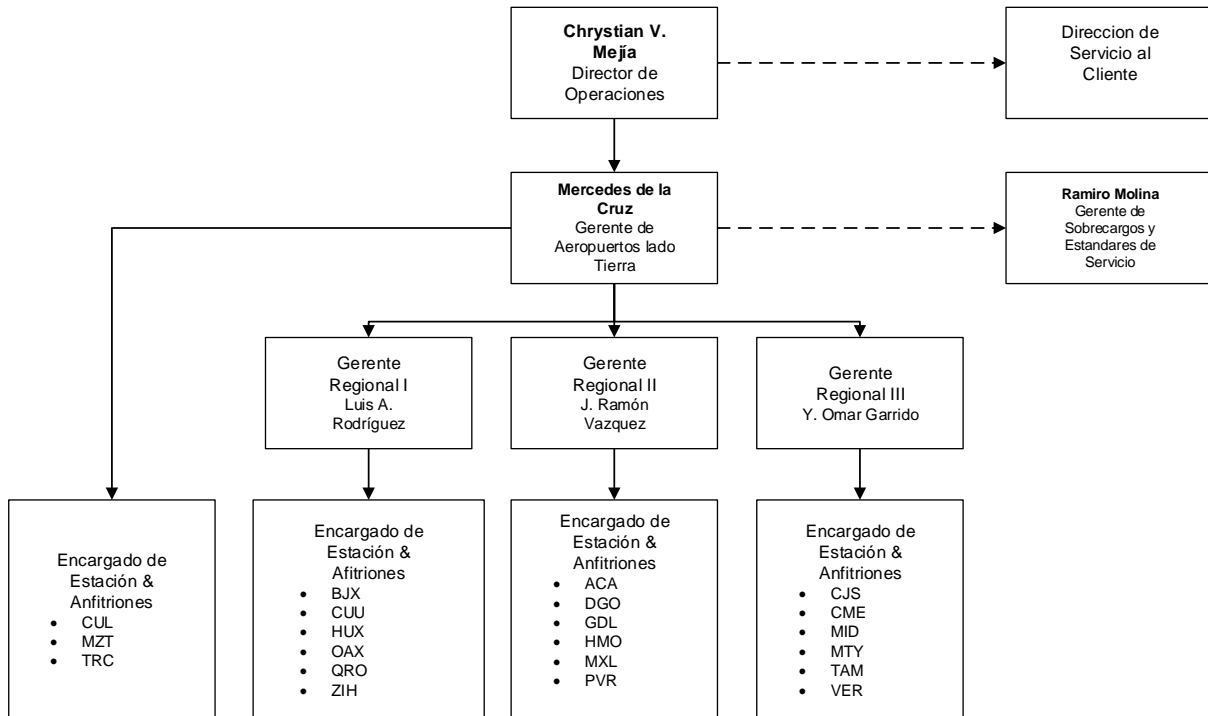 Chrystian V.
Mejía
Director de
Operaciones
Direccion de
Servicio al
Cliente
Mercedes de la
Cruz
Gerente de
Aeropuertos lado
Tierra
Ramiro Molina
Gerente de
Sobrecargos y
Estandares de
Servicio
Gerente
Regional I
Luis A.
Rodríguez
Gerente
Regional II
J. Ramón
Vazquez
Gerente
Regional III
Y. Omar Garrido
Encargado de
Estación &
Anfitriones
• CUL
• MZT
• TRC
Encargado de
Estación &
Afitriones
• BJX
• CUU
• HUX
• OAX
• QRO
• ZIH
Encargado de
Estación &
Anfitriones
• ACA
• DGO
• GDL
• HMO
• MXL
• PVR
Encargado de
Estación &
Anfitriones
• CJS
• CME
• MID
• MTY
• TAM
• VER